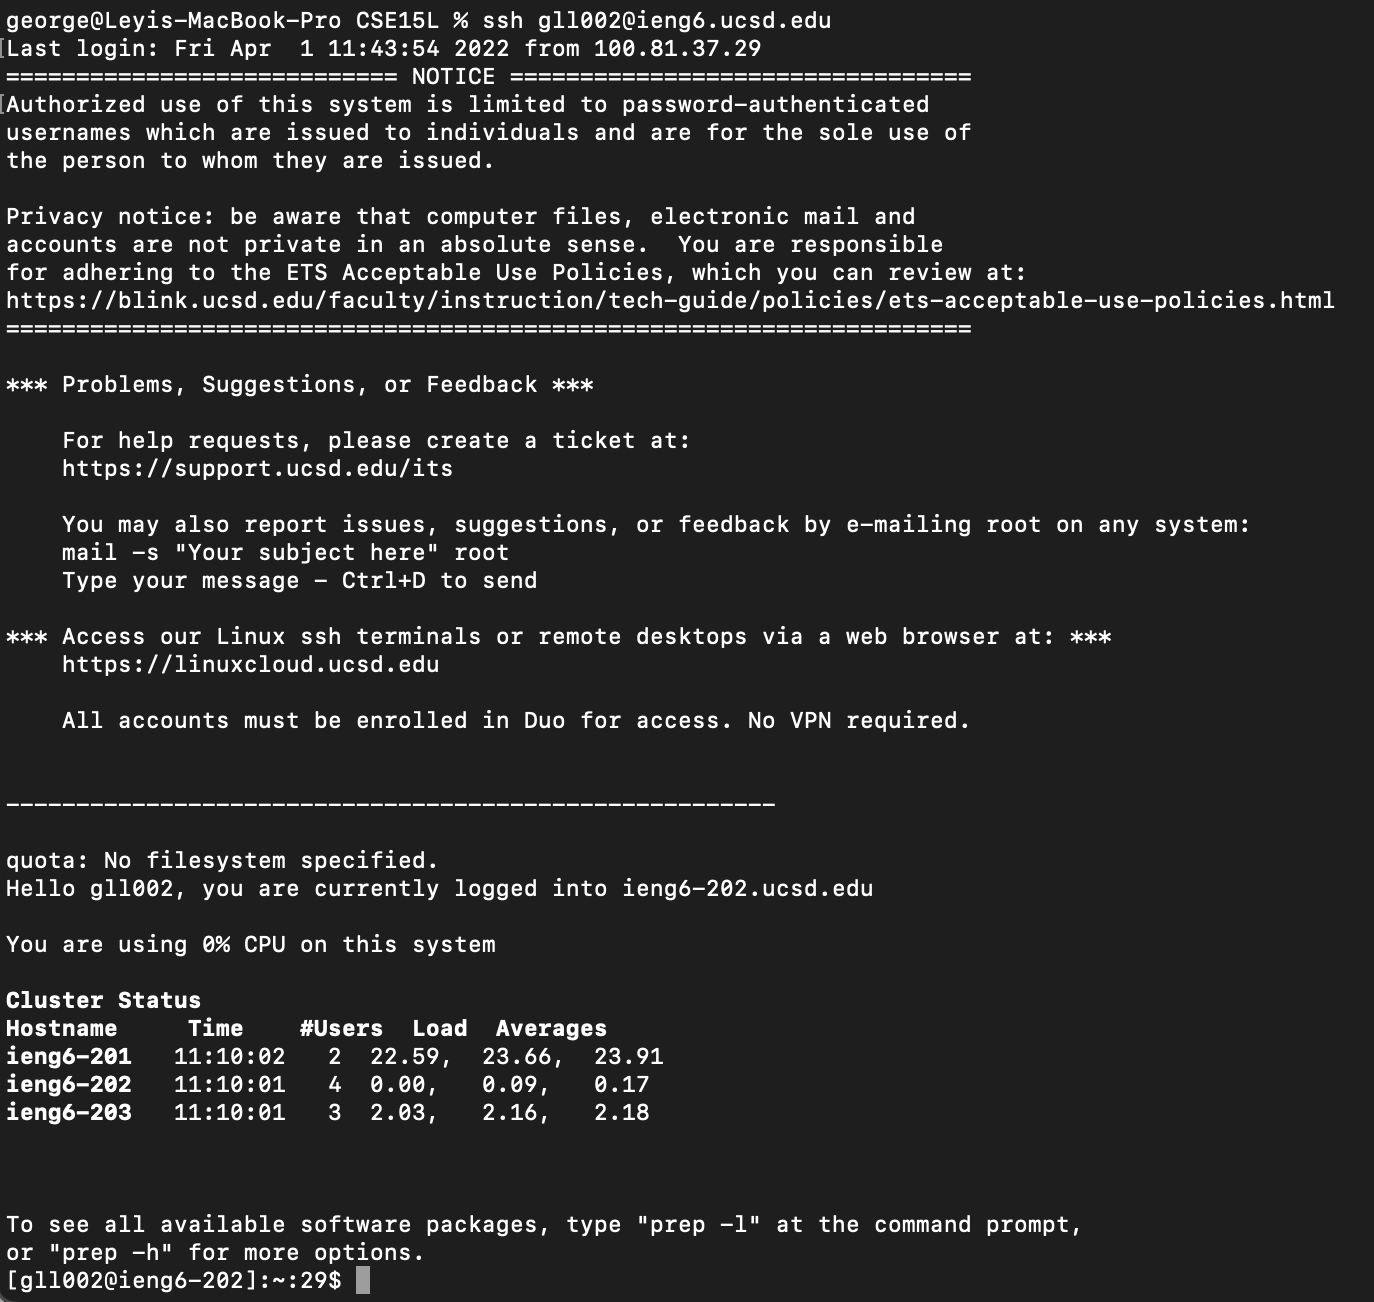 george@Leyis-MacBook-Pro CSE15L % ssh gll002@ieng6.ucsd.edu
Last login: Fri Apr  1 11:43:54 2022 from 100.81.37.29
============================ NOTICE =================================
Authorized use of this system is limited to password-authenticated
usernames which are issued to individuals and are for the sole use of
the person to whom they are issued.

Privacy notice: be aware that computer files, electronic mail and
accounts are not private in an absolute sense.  You are responsible
for adhering to the ETS Acceptable Use Policies, which you can review at:
https://blink.ucsd.edu/faculty/instruction/tech-guide/policies/ets-acceptable-use-policies.html
=====================================================================

*** Problems, Suggestions, or Feedback ***

    For help requests, please create a ticket at:
    https://support.ucsd.edu/its

    You may also report issues, suggestions, or feedback by e-mailing root on any system:
    mail -s "Your subject here" root
    Type your message - Ctrl+D to send

*** Access our Linux ssh terminals or remote desktops via a web browser at: ***
    https://linuxcloud.ucsd.edu

    All accounts must be enrolled in Duo for access. No VPN required.

-------------------------------------------------------

quota: No filesystem specified.
Hello gll002, you are currently logged into ieng6-202.ucsd.edu

You are using 0% CPU on this system

Cluster Status
Hostname     Time    #Users  Load  Averages
ieng6-201   11:10:02   2  22.59,  23.66,  23.91
ieng6-202   11:10:01   4  0.00,   0.09,   0.17
ieng6-203   11:10:01   3  2.03,   2.16,   2.18

To see all available software packages, type "prep -l" at the command prompt,
or "prep -h" for more options.
[gll002@ieng6-202]:~:29$